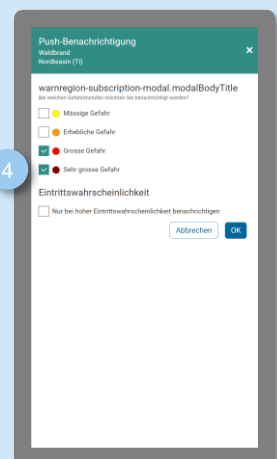 Push-Benachrichtigung
Waldbrand
Nordtessin (TI)
×
warnregion-subscription-modal.modalBodyTitle
Bei welchen Gefahrenstufen möchten Sie benachrichtigt werden?
Mässige Gefahr
Erhebliche Gefahr
Grosse Gefahr
4
Sehr grosse Gefahr
Eintrittswahrscheinlichkeit
Nur bei hoher Eintrittswahrscheinlichkeit benachrichtigen
Abbrechen OK